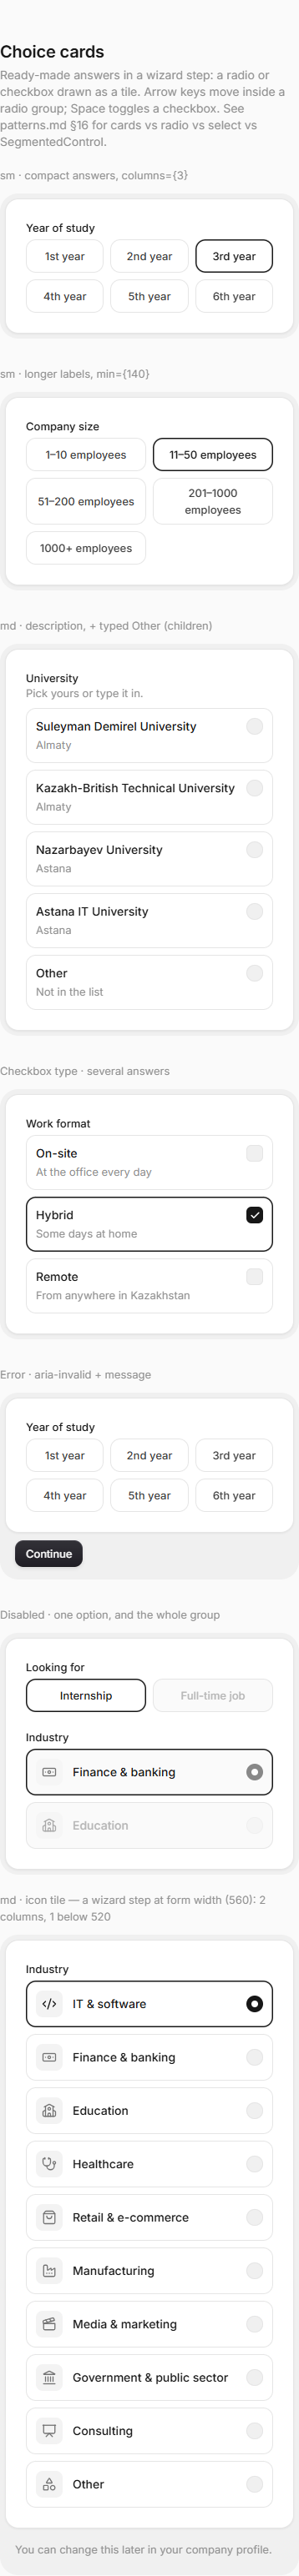 Choice cards
Ready-made answers in a wizard step: a radio or
checkbox drawn as a tile. Arrow keys move inside a
radio group; Space toggles a checkbox. See
patterns.md §16 for cards vs radio vs select vs
SegmentedControl.
sm · compact answers, columns={3}
Year of study
1st year
2nd year
3rd year
4th year
5th year
6th year
sm · longer labels, min={140}
Company size
1–10 employees
11–50 employees
51–200 employees
201–1000
employees
1000+ employees
md · description, + typed Other (children)
University
Pick yours or type it in.
Suleyman Demirel University
Almaty
Kazakh-British Technical University
Almaty
Nazarbayev University
Astana
Astana IT University
Astana
Other
Not in the list
Checkbox type · several answers
Work format
On-site
At the office every day
Hybrid
Some days at home
Remote
From anywhere in Kazakhstan
Error · aria-invalid + message
Year of study
1st year
2nd year
3rd year
4th year
5th year
6th year
Continue
Disabled · one option, and the whole group
Looking for
Internship
Full-time job
Industry
Finance & banking
Education
md · icon tile — a wizard step at form width (560): 2
columns, 1 below 520
Industry
IT & software
Finance & banking
Education
Healthcare
Retail & e-commerce
Manufacturing
Media & marketing
Government & public sector
Consulting
Other
You can change this later in your company profile.